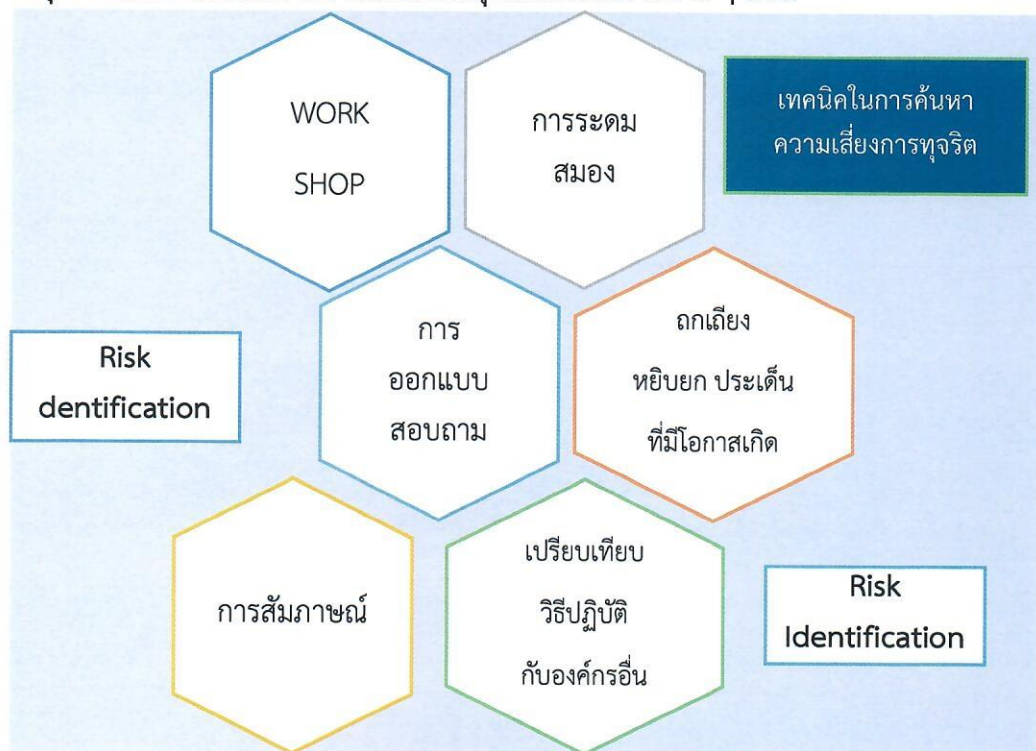 WORK
SHOP
การระดม
สมอง
เทคนิคในการค้นหา
ความเสี่ยงการทุจริต
Risk
dentification
การ
ออกแบบ
สอบถาม
ถกเถียง
หยิบยก ประเด็น
ที่มีโอกาสเกิด
การสัมภาษณ์
เปรียบเทียบ
วิธีปฏิบัติ
กับองค์กรอื่น
Risk
Identification